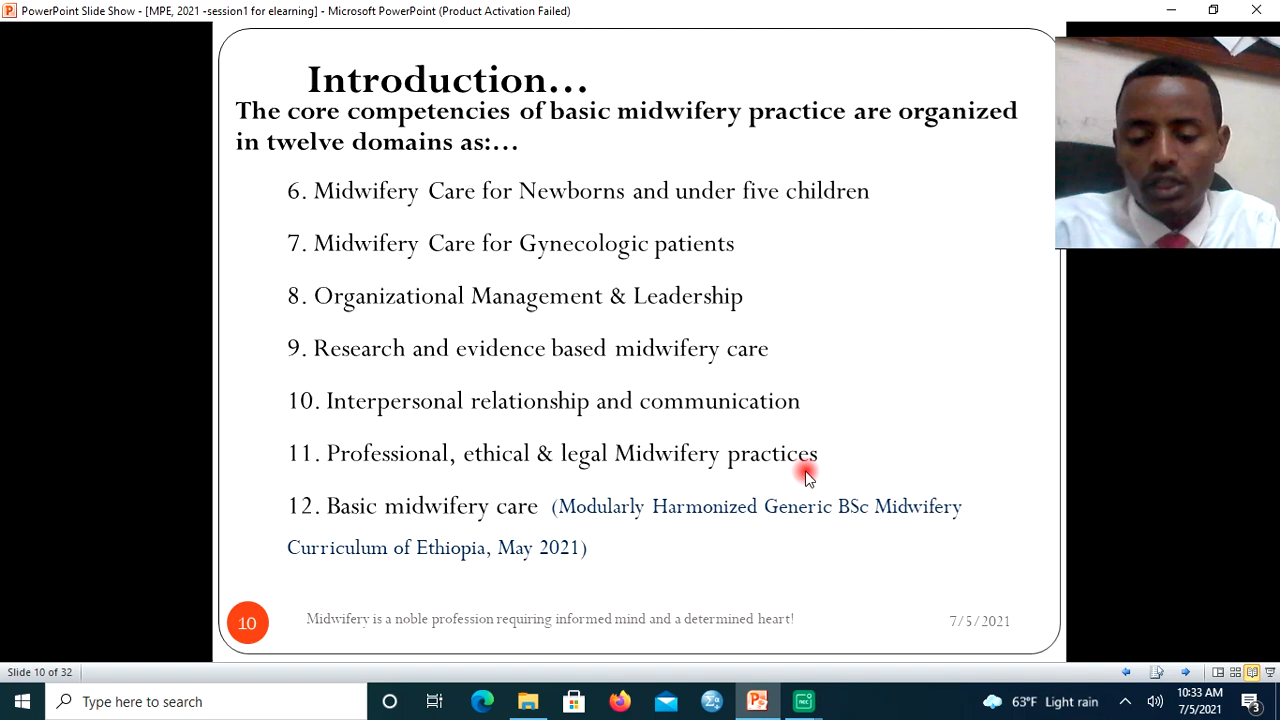 PowerPoint Slide Show - [MPE, 2021 -session1 for elearning] - Microsoft PowerPoint (Product Activation Failed)
Introduction…
The core competencies of basic midwifery practice are organized
in twelve domains as:…
6. Midwifery Care for Newborns and under five children
7. Midwifery Care for Gynecologic patients
8. Organizational Management & Leadership
9. Research and evidence based midwifery care
10. Interpersonal relationship and communication
11. Professional, ethical & legal Midwifery practices
12. Basic midwifery care (Modularly Harmonized Generic BSc Midwifery
Curriculum of Ethiopia, May 2021)
10
Midwifery is a noble profession requiring informed mind and a determined heart!
7/5/2021
Slide 10 of 32
Type here to search
63°F Light rain
10:33 AM
7/5/2021
3